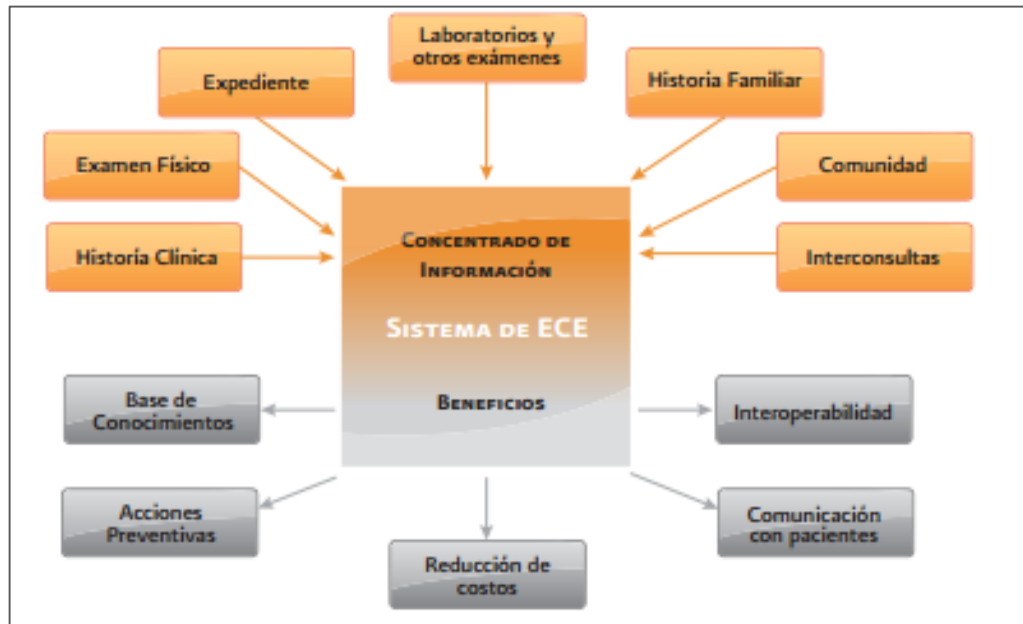 Laboratorios y
otros exámenes
Expediente
Historia Familiar
Examen Físico
Comunidad
Historia Clínica
Interconsultas
Concentrado de
Información
Sistema de ECE
Beneficios
Base de
Conocimientos
Interoperabilidad
Acciones
Preventivas
Comunicación
con pacientes
Reducción de
costos